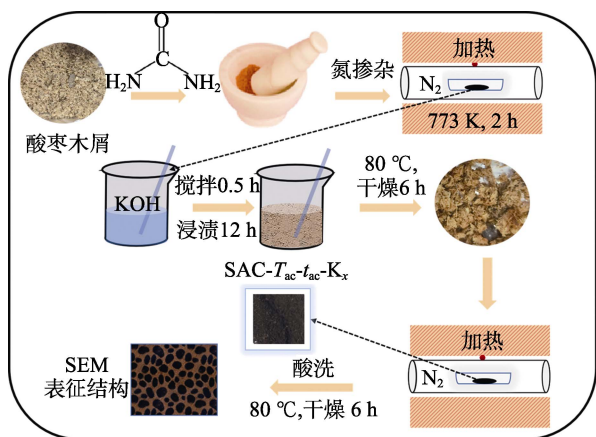 O
C
H₂N
NH₂
酸枣木屑
氮掺杂
加热
N₂
773 K, 2 h
KOH
搅拌0.5 h
浸渍12 h
80 ℃,
干燥6 h
SAC-Tac-tac-Kx
加热
N₂
酸洗
80 ℃,干燥 6 h
SEM
表征结构